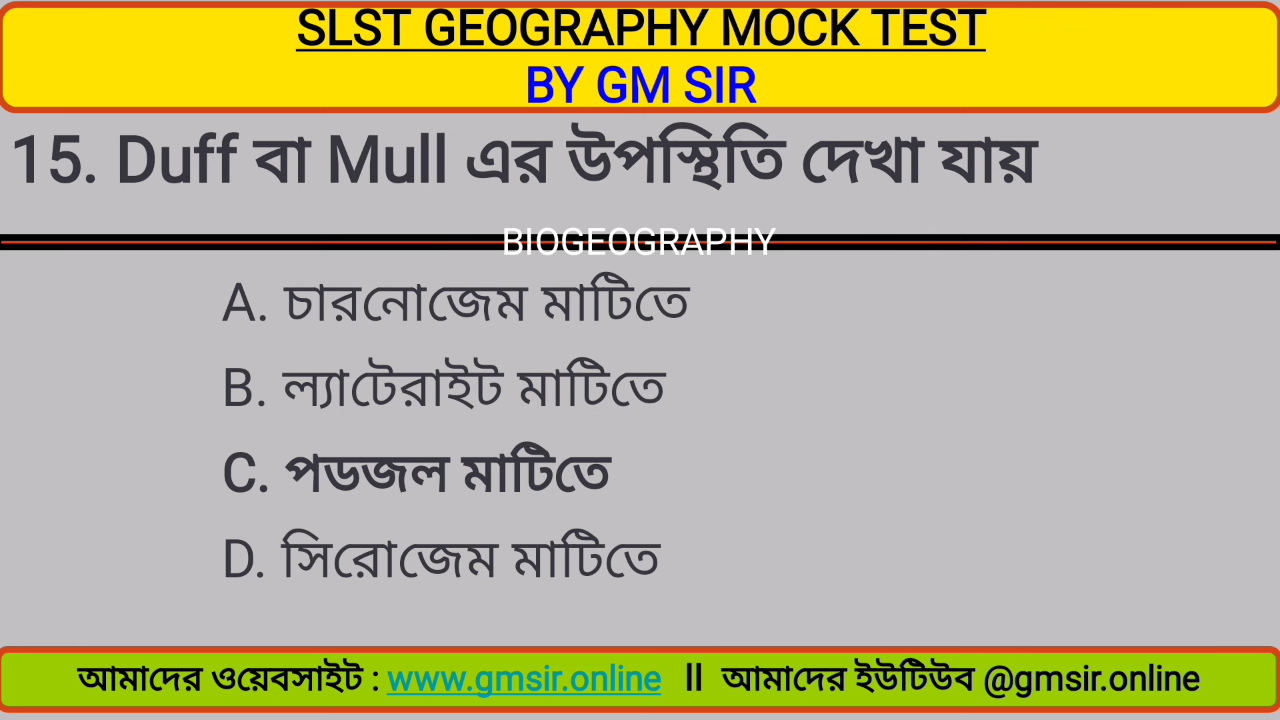 SLST GEOGRAPHY MOCK TEST
BY GM SIR
15. Duff বা Mull এর উপস্থিতি দেখা যায়
BIOGEOGRAPHY
A. চারনোজেম মাটিতে
B. ল্যাটেরাইট মাটিতে
C. পডজল মাটিতে
D. সিরোজেম মাটিতে
আমাদের ওয়েবসাইট : www.gmsir.online ll আমাদের ইউটিউব @gmsir.online